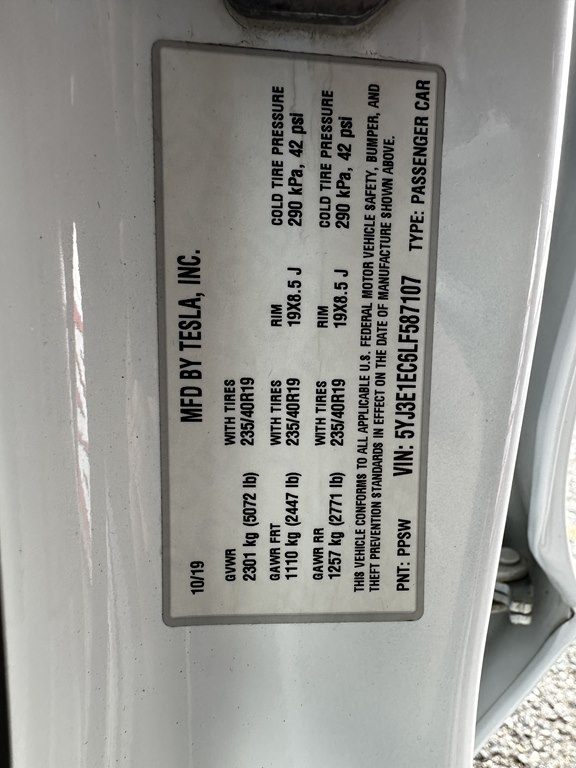 10/19 MFD BY TESLA, INC.
GVWR WITH TIRES
2301 kg (5072 lb) 235/40R19
GAWR FRT WITH TIRES RIM COLD TIRE PRESSURE
1110 kg (2447 lb) 235/40R19 19X8.5 J 290 kPa, 42 psi
GAWR RR WITH TIRES RIM COLD TIRE PRESSURE
1257 kg (2771 lb) 235/40R19 19X8.5 J 290 kPa, 42 psi
THIS VEHICLE CONFORMS TO ALL APPLICABLE U.S. FEDERAL MOTOR VEHICLE SAFETY, BUMPER, AND
THEFT PREVENTION STANDARDS IN EFFECT ON THE DATE OF MANUFACTURE SHOWN ABOVE.
PNT: PPSW VIN: 5YJ3E1EC6LF587107 TYPE: PASSENGER CAR